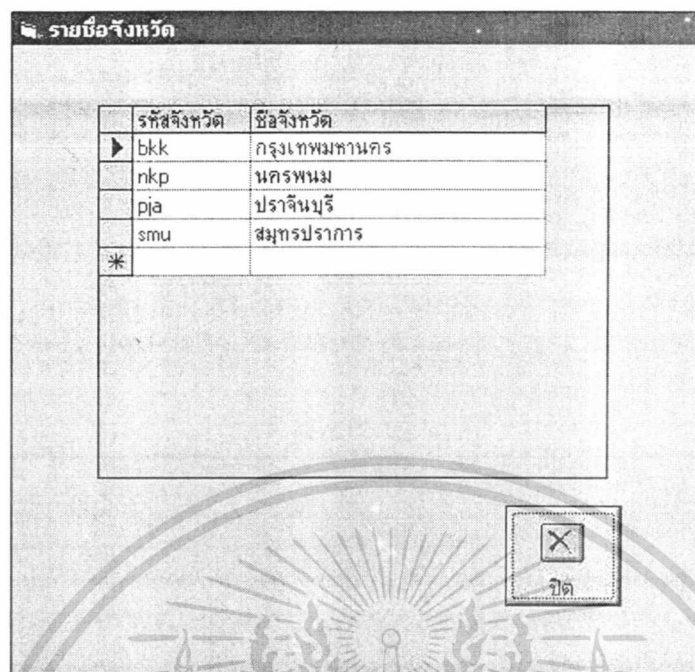 รายชื่อจังหวัด
รหัสจังหวัด ชื่อจังหวัด
bkk กรุงเทพมหานคร
nkp นครพนม
pja ปราจีนบุรี
smu สมุทรปราการ
ปิด